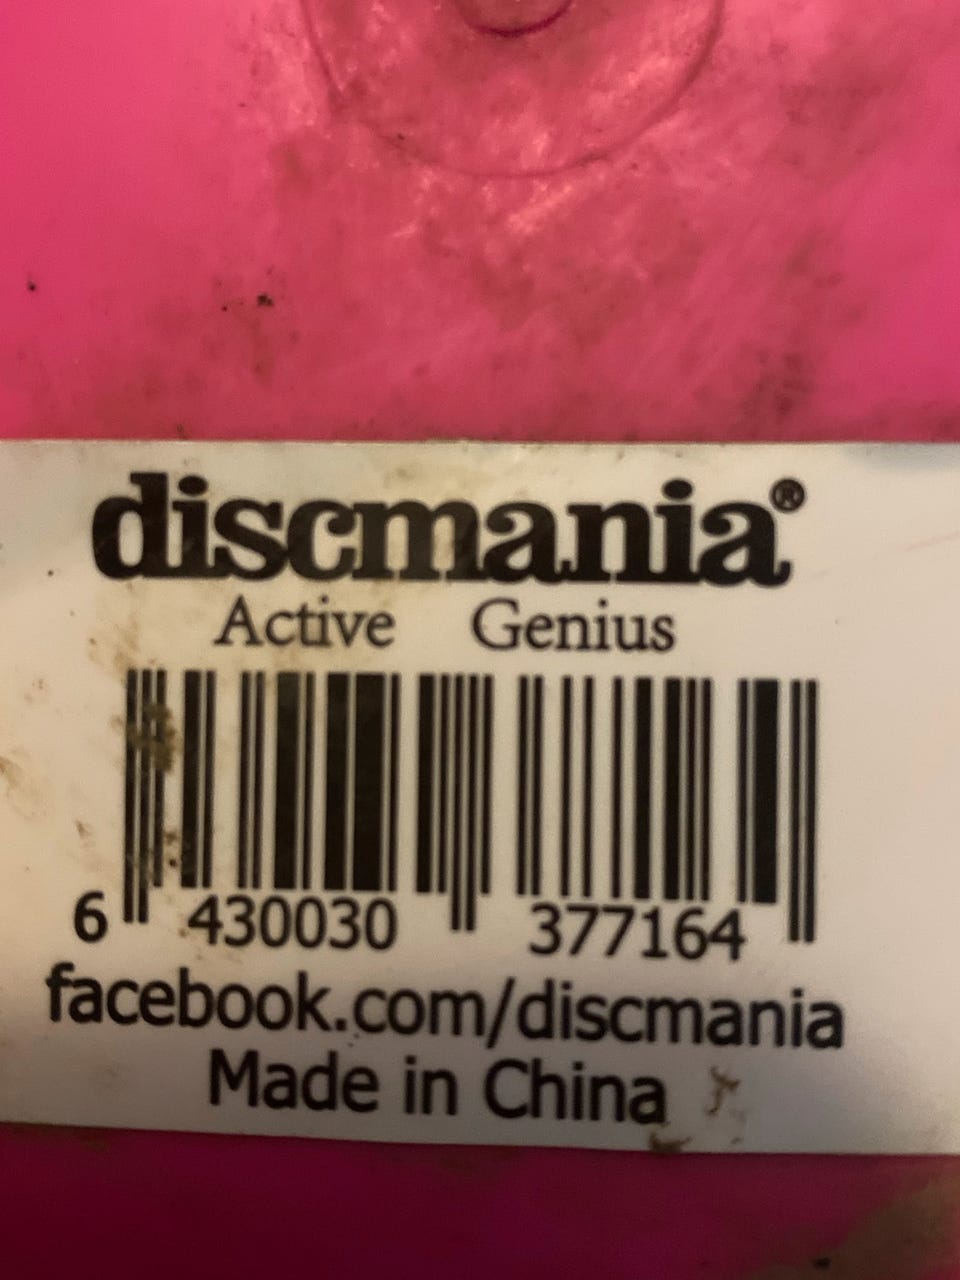 discmania®
Active Genius
6 430030 377164
facebook.com/discmania
Made in China